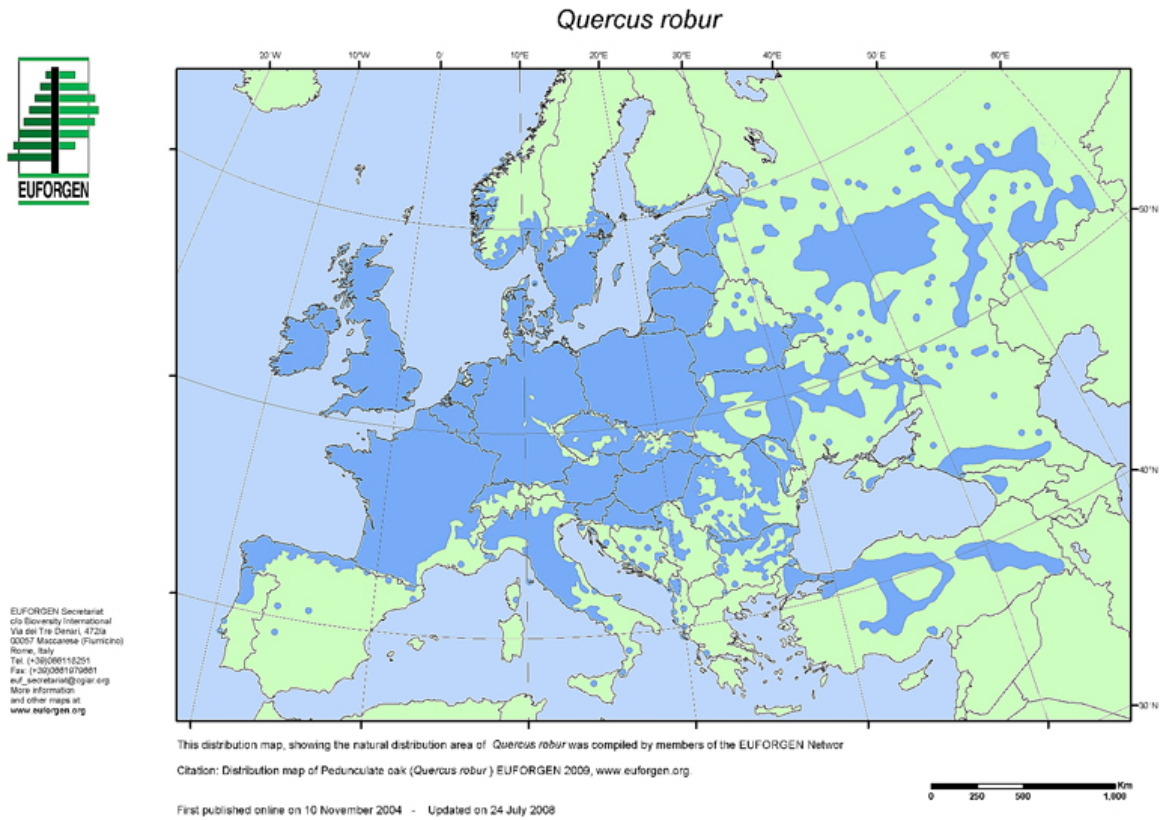 Quercus robur
20°W 10°W 0° 10°E 20°E 30°E 40°E 50°E 60°E
EUFORGEN
50°N
40°N
30°N
EUFORGEN Secretariat
c/o Bioversity International
Via dei Tre Denari, 472/a
00057 Maccarese (Fiumicino)
Rome, Italy
Tel. (+39)066118251
Fax: (+39)0661979661
euf_secretariat@cgiar.org
More information
and other maps at
www.euforgen.org
This distribution map, showing the natural distribution area of Quercus robur was compiled by members of the EUFORGEN Networ
Citation: Distribution map of Pedunculate oak (Quercus robur ) EUFORGEN 2009, www.euforgen.org.
Km
0 250 500 1,000
First published online on 10 November 2004 - Updated on 24 July 2008